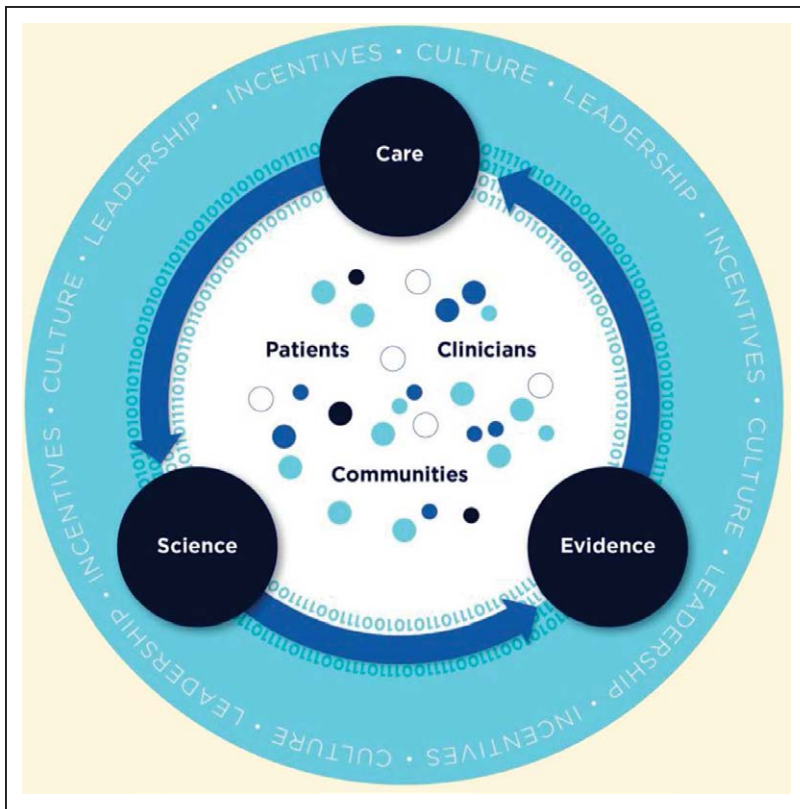 CULTURE • LEADERSHIP • INCENTIVES • CULTURE • LEADERSHIP • INCENTIVES • CULTURE • LEADERSHIP • INCENTIVES • CULTURE • LEADERSHIP • INCENTIVES •
Care
Patients
Clinicians
Communities
Science
Evidence